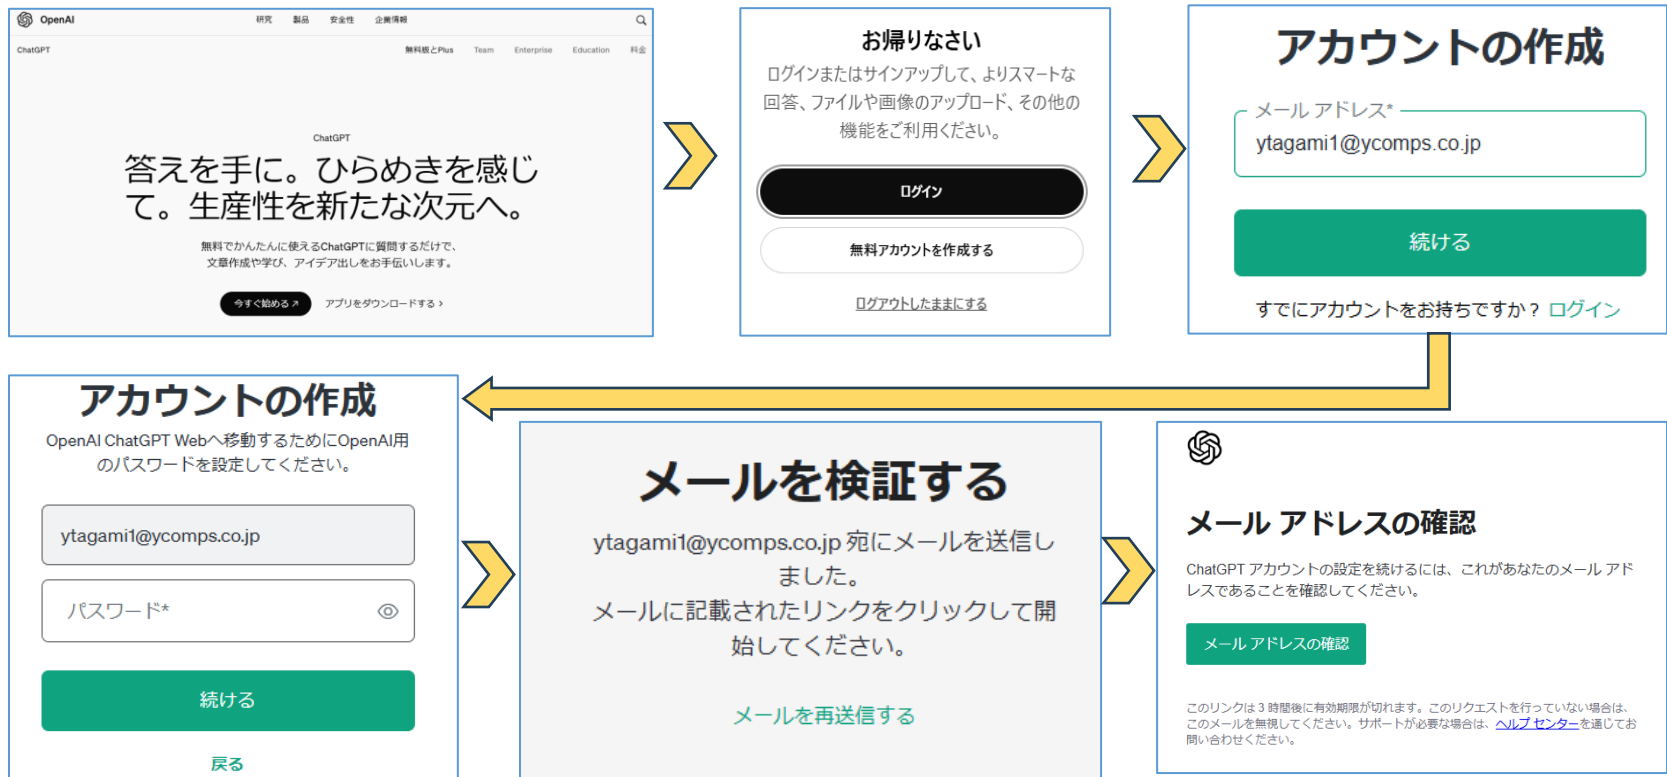 OpenAI
研究 製品 安全性 企業情報
ChatGPT
無料版とPlus Team Enterprise Education 料金
ChatGPT
答えを手に。ひらめきを感じ
て。生産性を新たな次元へ。
無料でかんたんに使えるChatGPTに質問するだけで、
文章作成や学び、アイデア出しをお手伝いします。
今すぐ始める ↗ アプリをダウンロードする ›
お帰りなさい
ログインまたはサインアップして、よりスマートな
回答、ファイルや画像のアップロード、その他の
機能をご利用ください。
ログイン
無料アカウントを作成する
ログアウトしたままにする
アカウントの作成
メール アドレス*
ytagami1@ycomps.co.jp
続ける
すでにアカウントをお持ちですか？ ログイン
アカウントの作成
OpenAI ChatGPT Webへ移動するためにOpenAI用
のパスワードを設定してください。
ytagami1@ycomps.co.jp
パスワード*
続ける
戻る
メールを検証する
ytagami1@ycomps.co.jp 宛にメールを送信し
ました。
メールに記載されたリンクをクリックして開
始してください。
メールを再送信する
メール アドレスの確認
ChatGPT アカウントの設定を続けるには、これがあなたのメール アド
レスであることを確認してください。
メール アドレスの確認
このリンクは 3 時間後に有効期限が切れます。このリクエストを行っていない場合は、
このメールを無視してください。サポートが必要な場合は、ヘルプ センターを通じてお
問い合わせください。